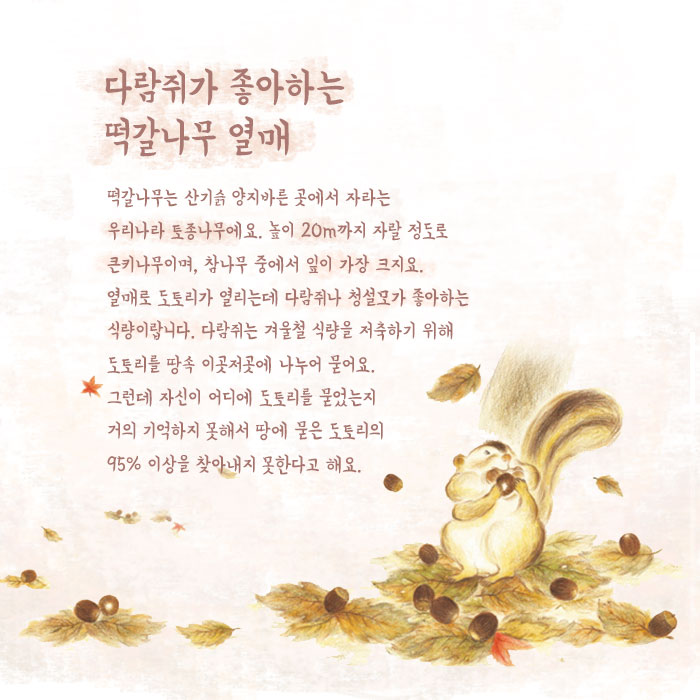 다람쥐가 좋아하는
떡갈나무 열매
떡갈나무는 산기슭 양지바른 곳에서 자라는
우리나라 토종나무에요. 높이 20m까지 자랄 정도로
큰키나무이며, 참나무 중에서 잎이 가장 크지요.
열매로 도토리가 열리는데 다람쥐나 청설모가 좋아하는
식량이랍니다. 다람쥐는 겨울철 식량을 저축하기 위해
도토리를 땅속 이곳저곳에 나누어 묻어요.
그런데 자신이 어디에 도토리를 묻었는지
거의 기억하지 못해서 땅에 묻은 도토리의
95% 이상을 찾아내지 못한다고 해요.